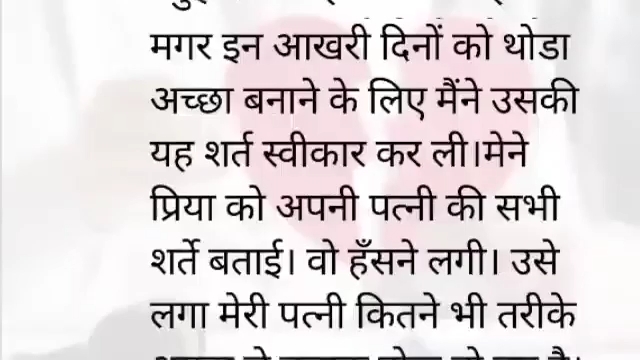 मगर इन आखरी दिनों को थोडा
अच्छा बनाने के लिए मैंने उसकी
यह शर्त स्वीकार कर ली।मेने
प्रिया को अपनी पत्नी की सभी
शर्ते बताई। वो हँसने लगी। उसे
लगा मेरी पत्नी कितने भी तरीके